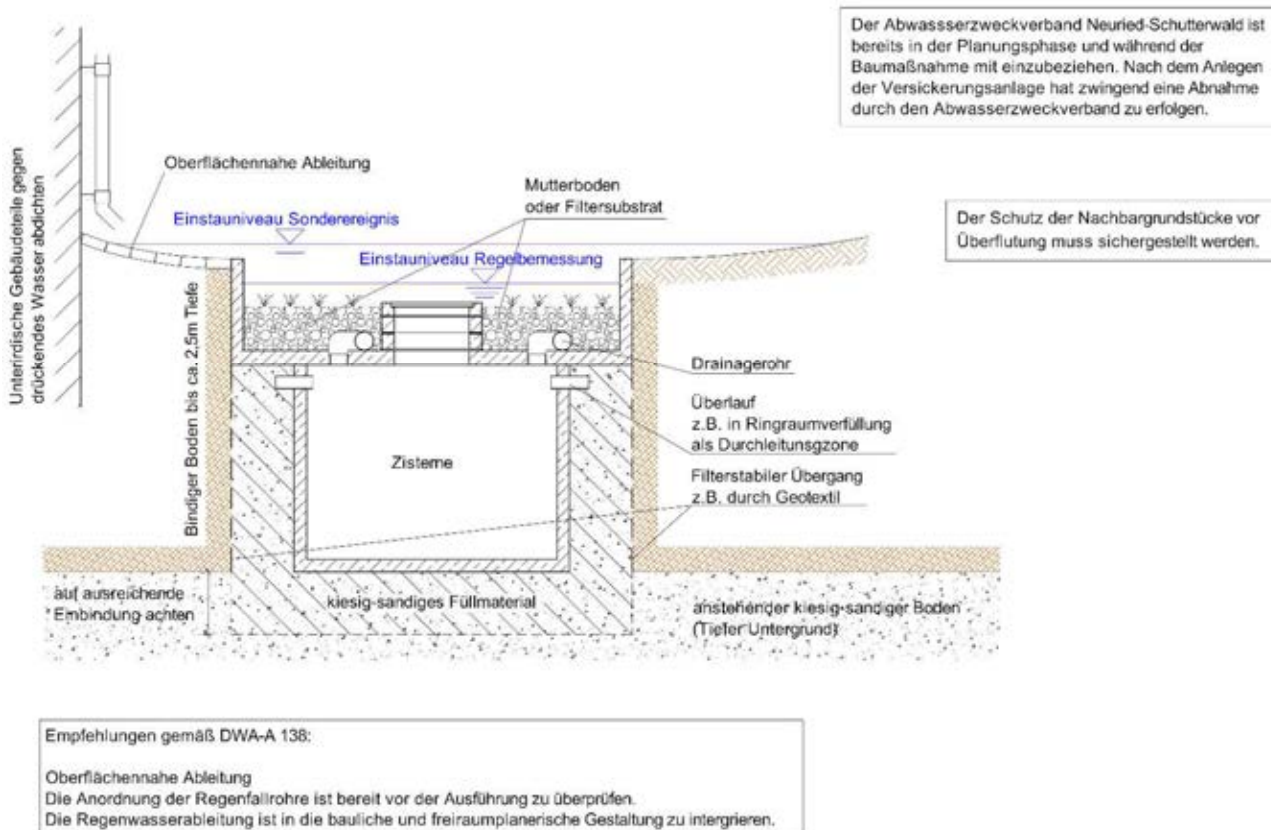 Der Abwassserzweckverband Neuried-Schutterwald ist
bereits in der Planungsphase und während der
Baumaßnahme mit einzubeziehen. Nach dem Anlegen
der Versickerungsanlage hat zwingend eine Abnahme
durch den Abwasserzweckverband zu erfolgen.
Der Schutz der Nachbargrundstücke vor
Überflutung muss sichergestellt werden.
Unterirdische Gebäudeteile gegen
drückendes Wasser abdichten
Oberflächennahe Ableitung
Einstauniveau Sonderereignis
Mutterboden
oder Filtersubstrat
Einstauniveau Regelbemessung
Bindiger Boden bis ca. 2,5m Tiefe
Drainagerohr
Überlauf
z.B. in Ringraumverfüllung
als Durchleitunsgzone
Zisterne
Filterstabiler Übergang
z.B. durch Geotextil
auf ausreichende
Einbindung achten
kiesig-sandiges Füllmaterial
anstehender kiesig-sandiger Boden
(Tiefer Untergrund)
Empfehlungen gemäß DWA-A 138:
Oberflächennahe Ableitung
Die Anordnung der Regenfallrohre ist bereit vor der Ausführung zu überprüfen.
Die Regenwasserableitung ist in die bauliche und freiraumplanerische Gestaltung zu intergrieren.